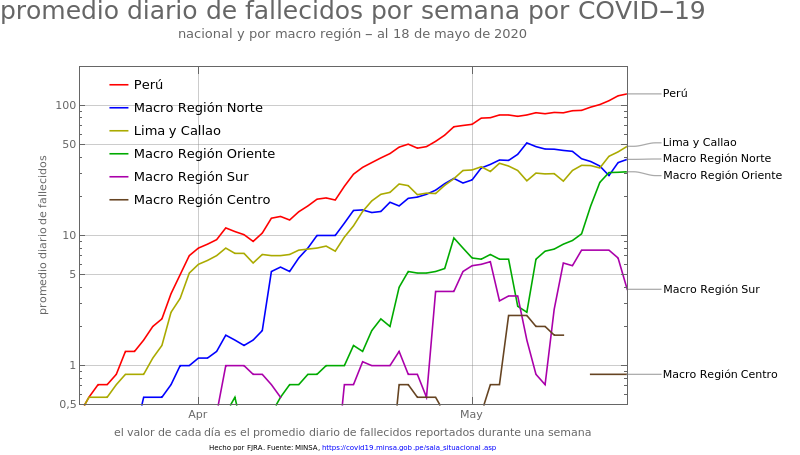 promedio diario de fallecidos por semana por COVID–19
nacional y por macro región – al 18 de mayo de 2020
Perú
Macro Región Norte
Lima y Callao
Macro Región Oriente
Macro Región Sur
Macro Región Centro
100
50
10
5
1
0,5
promedio diario de fallecidos
Apr
May
Perú
Lima y Callao
Macro Región Norte
Macro Región Oriente
Macro Región Sur
Macro Región Centro
el valor de cada día es el promedio diario de fallecidos reportados durante una semana
Hecho por FJRA. Fuente: MINSA, https://covid19.minsa.gob.pe/sala_situacional .asp